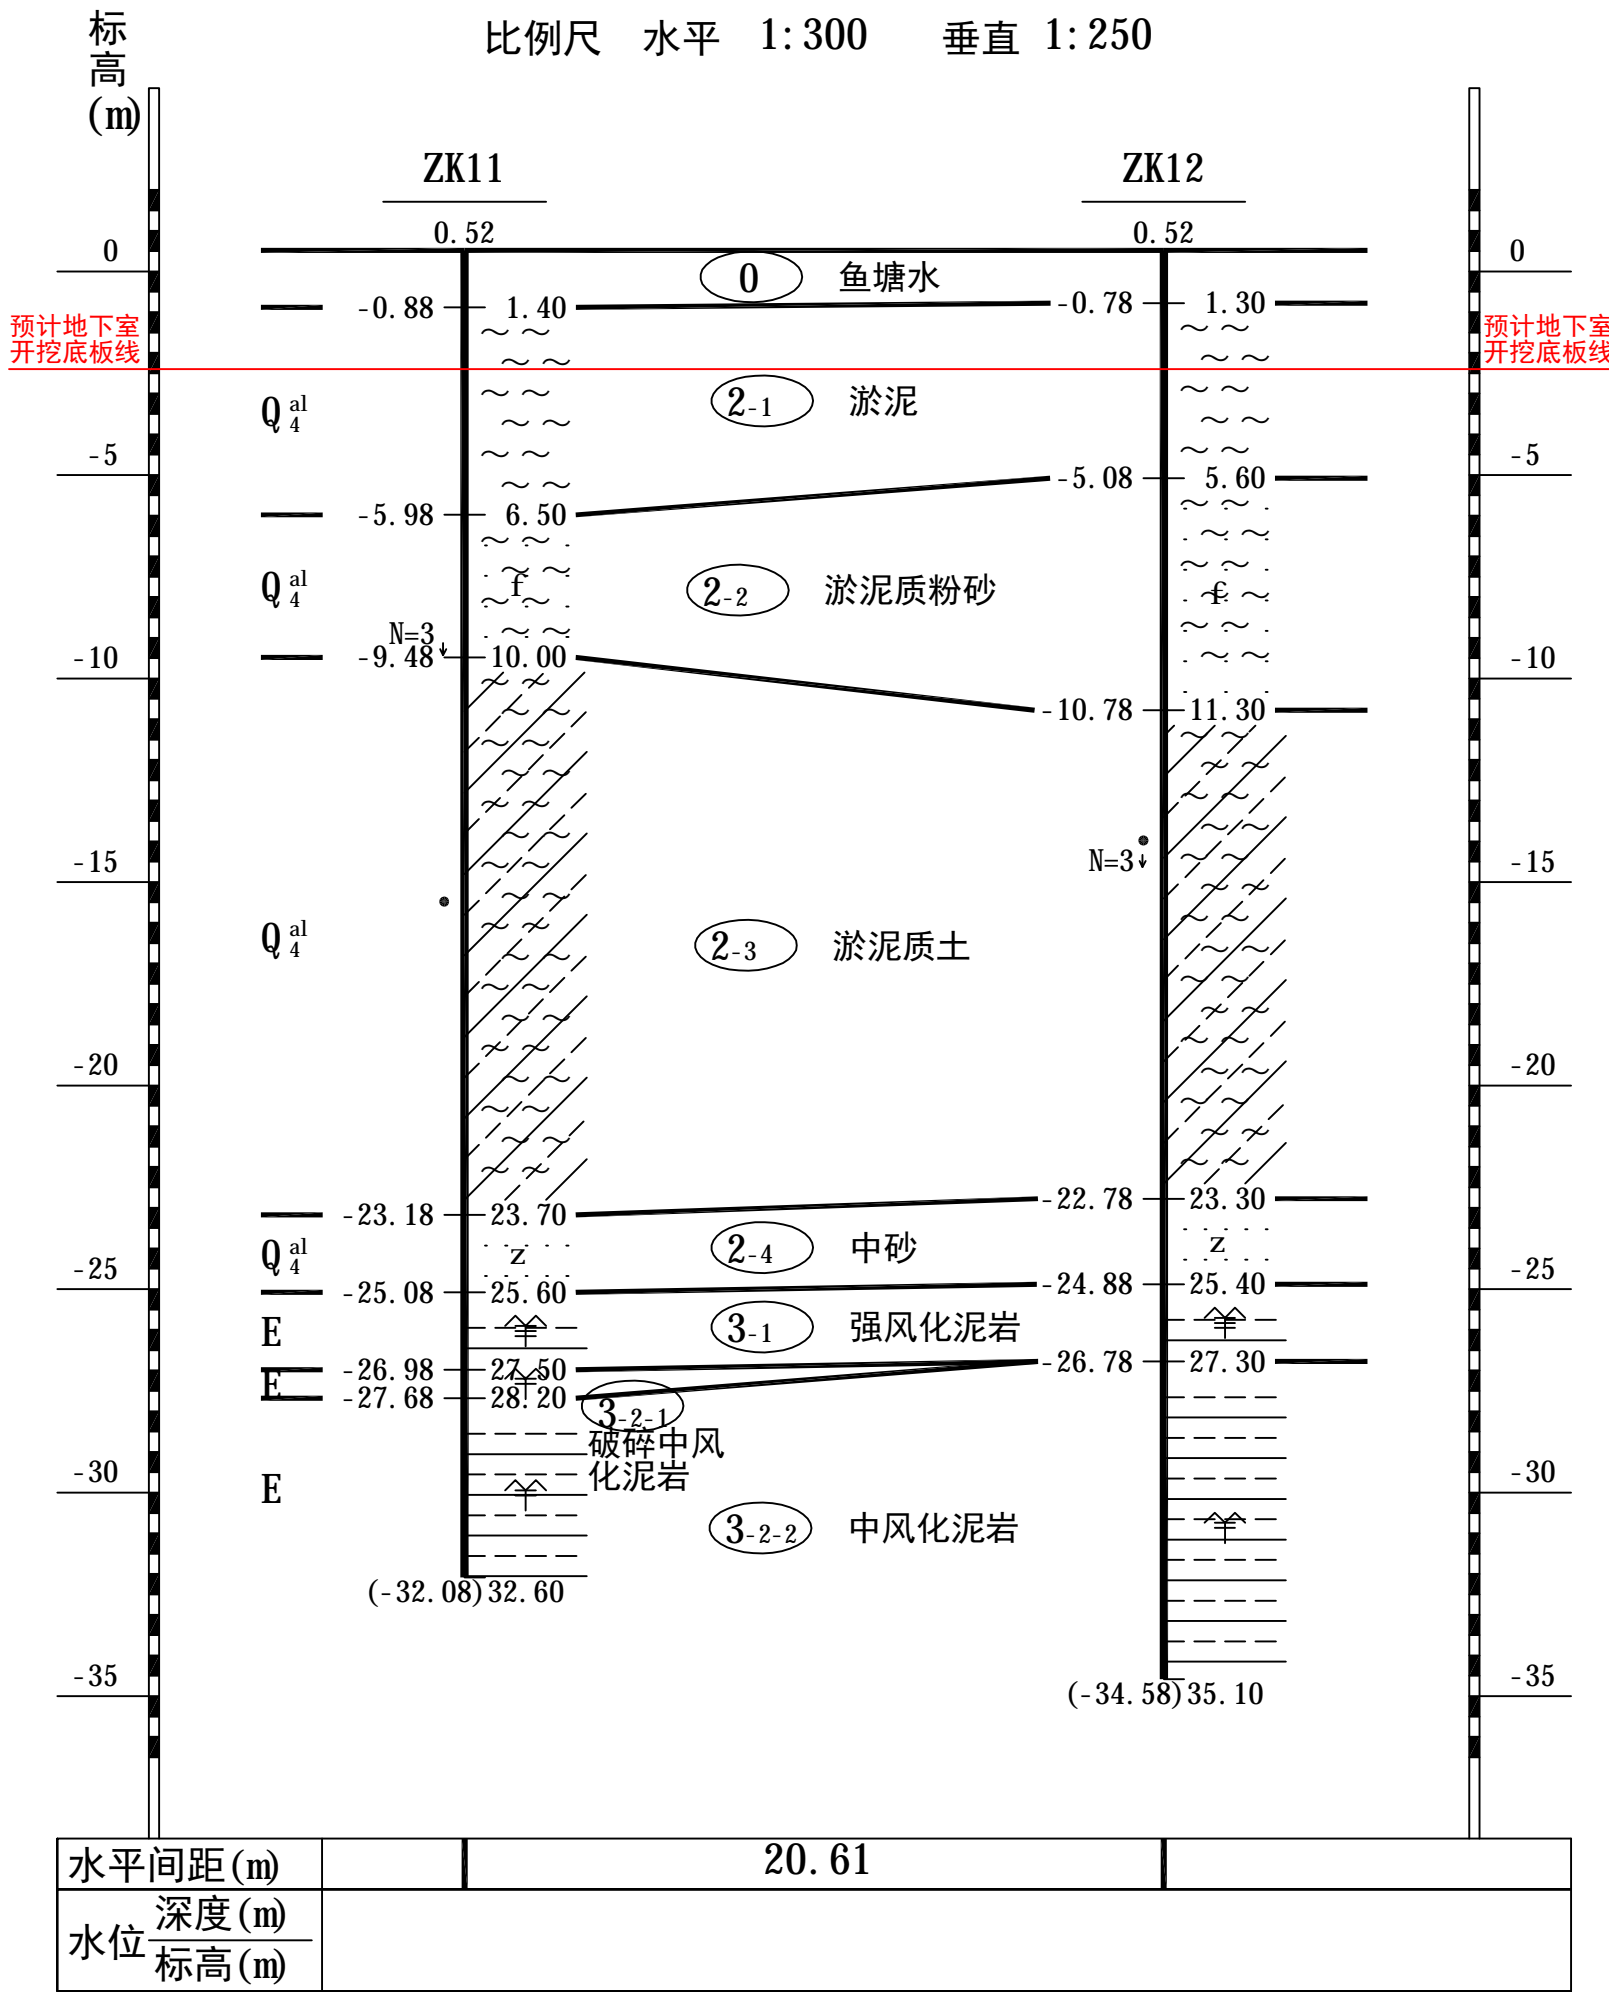 标高(m)
比例尺 水平 1:300 垂直 1:250
ZK11 ZK12
0.52 0.52
0 0
0 鱼塘水
-0.88 1.40 -0.78 1.30
预计地下室
开挖底板线
预计地下室
开挖底板线
Q4al 2-1 淤泥
-5 -5
-5.08 5.60
-5.98 6.50
Q4al f 2-2 淤泥质粉砂 f
N=3
-9.48 10.00
-10 -10
-10.78 11.30
-15 N=3 -15
Q4al 2-3 淤泥质土
-20 -20
-23.18 23.70 -22.78 23.30
Q4al z 2-4 中砂 z
-25 -25
-25.08 25.60 -24.88 25.40
E 3-1 强风化泥岩
-26.98 27.50 -26.78 27.30
E
-27.68 28.20
3-2-1
破碎中风
化泥岩
-30 -30
E
3-2-2 中风化泥岩
(-32.08)32.60
-35 -35
(-34.58)35.10
水平间距(m) 20.61
水位 深度(m)
标高(m)